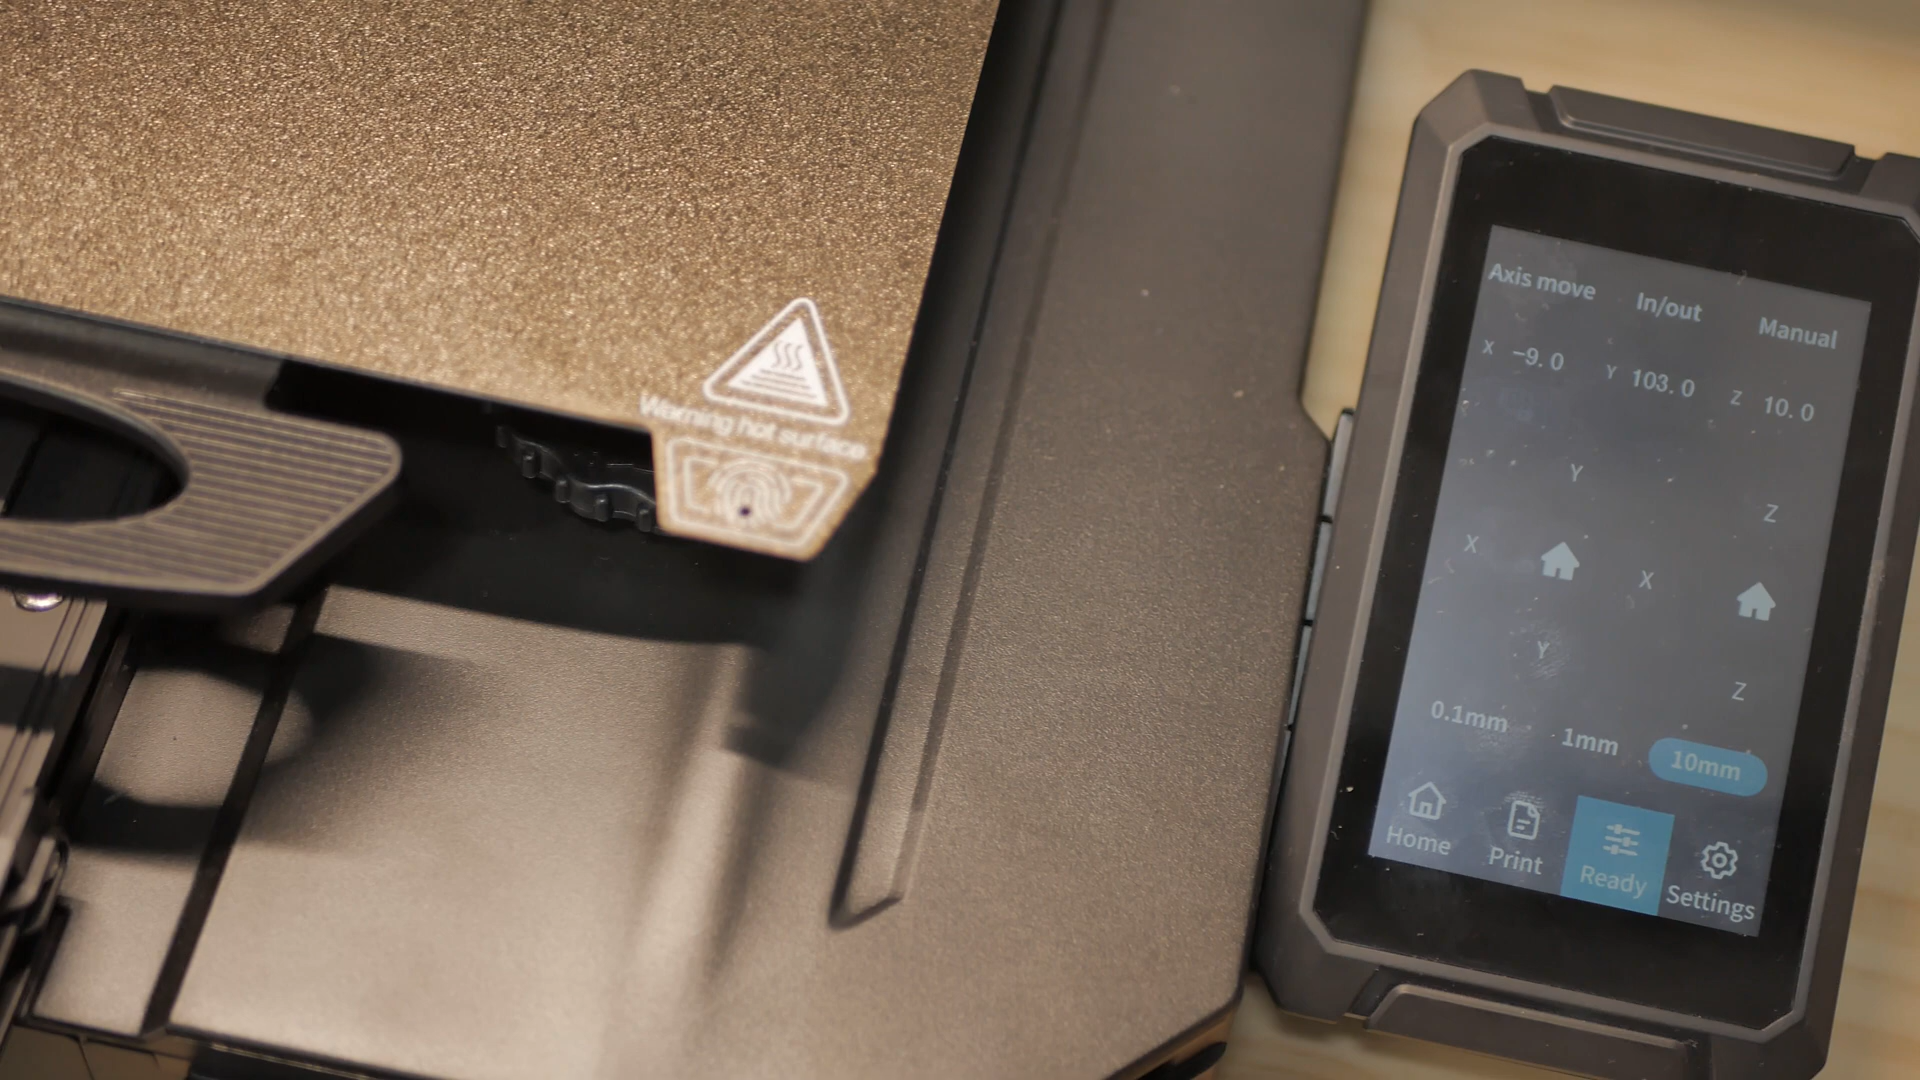 Warning hot surface
Axis move In/out Manual
X -9.0 Y 103.0 Z 10.0
Y
Z
X X
Y
Z
0.1mm 1mm 10mm
Home Print Ready Settings